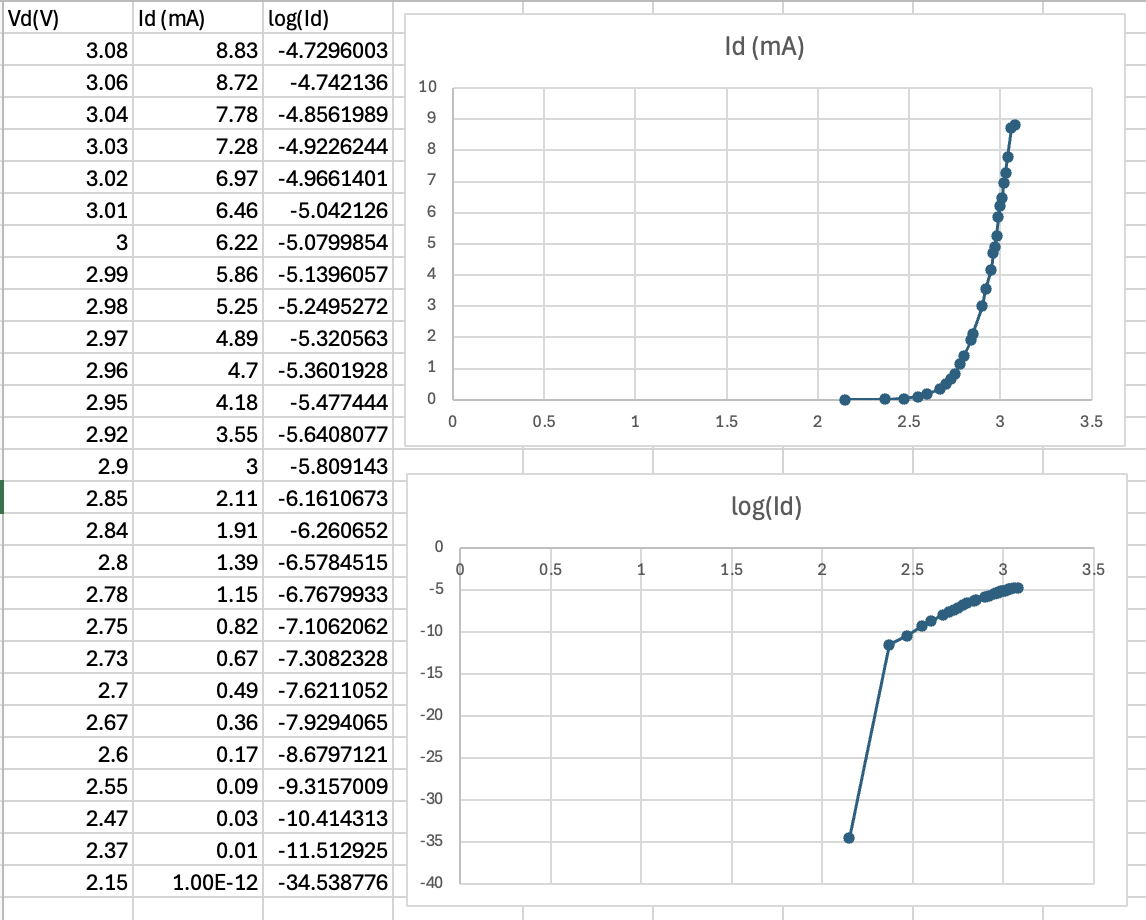 Vd(V) Id (mA) log(Id)
3.08 8.83 -4.7296003
3.06 8.72 -4.742136
3.04 7.78 -4.8561989
3.03 7.28 -4.9226244
3.02 6.97 -4.9661401
3.01 6.46 -5.042126
3 6.22 -5.0799854
2.99 5.86 -5.1396057
2.98 5.25 -5.2495272
2.97 4.89 -5.320563
2.96 4.7 -5.3601928
2.95 4.18 -5.477444
2.92 3.55 -5.6408077
2.9 3 -5.809143
2.85 2.11 -6.1610673
2.84 1.91 -6.260652
2.8 1.39 -6.5784515
2.78 1.15 -6.7679933
2.75 0.82 -7.1062062
2.73 0.67 -7.3082328
2.7 0.49 -7.6211052
2.67 0.36 -7.9294065
2.6 0.17 -8.6797121
2.55 0.09 -9.3157009
2.47 0.03 -10.414313
2.37 0.01 -11.512925
2.15 1.00E-12 -34.538776
Id (mA)
10
9
8
7
6
5
4
3
2
1
0
0 0.5 1 1.5 2 2.5 3 3.5
log(Id)
0
0 0.5 1 1.5 2 2.5 3 3.5
-5
-10
-15
-20
-25
-30
-35
-40